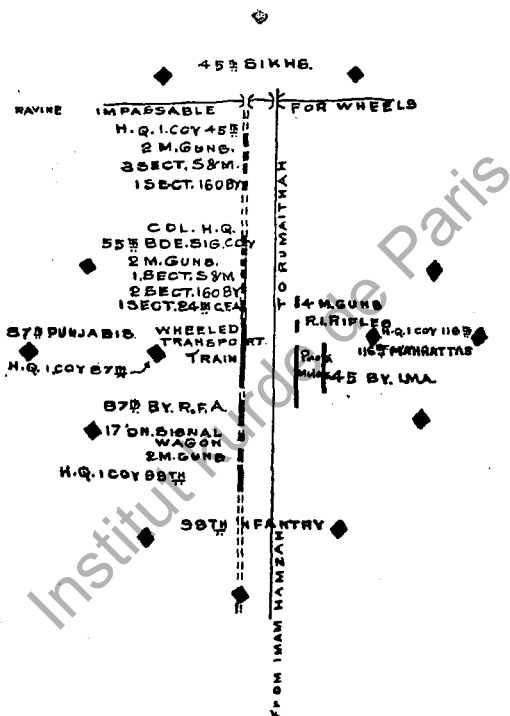 45TH SIKHS.
RAVINE IMPASSABLE FOR WHEELS
H.Q. 1. COY 45TH
2 M. GUNS.
3 SECT. S&M.
1 SECT. 160 BY
COL. H.Q.
55TH BDE. SIG. COY
2 M. GUNS.
1. SECT. S&M
2 SECT. 160 BY
1 SECT. 24TH C.F.A.
TO RUMAITHAH
4 M. GUNS
R.I. RIFLES
87TH PUNJABIS.
H.Q. 1. COY 87TH
WHEELED
TRANSPORT
TRAIN
H.Q. 1 COY 116TH
116TH MAHRATTAS
PACK
MULES
45 BY. I.M.A.
87TH BY. R.F.A.
17 DN. SIGNAL
WAGON
2 M. GUNS
H.Q. 1 COY 99TH
99TH INFANTRY
FROM IMAM HAMZAH
Institut kurde de Paris